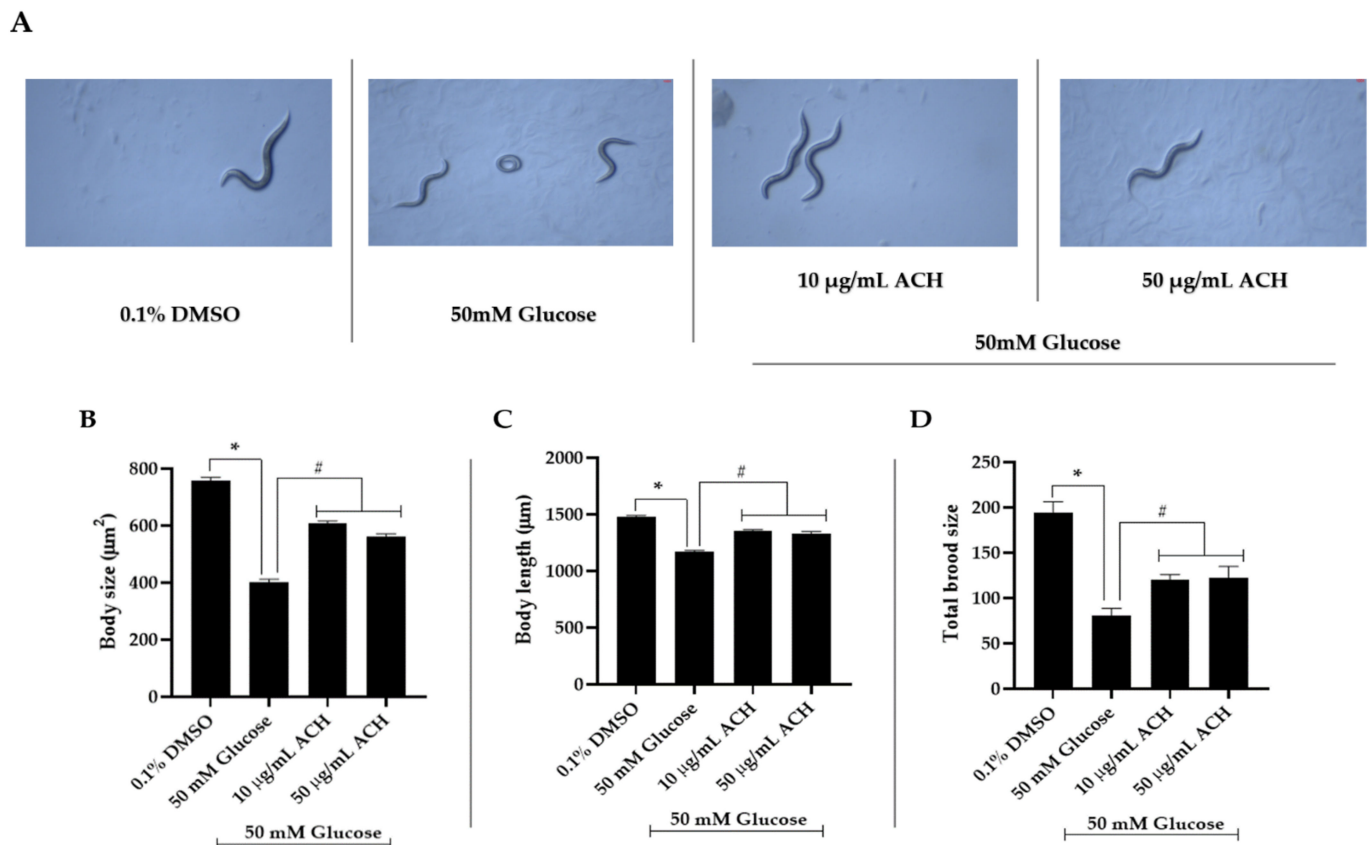 A
0.1% DMSO
50mM Glucose
10 µg/mL ACH
50 µg/mL ACH
50mM Glucose
B
Body size (µm²)
800
600
400
200
0
*
#
0.1% DMSO
50 mM Glucose
10 µg/mL ACH
50 µg/mL ACH
50 mM Glucose
C
Body length (µm)
2000
1500
1000
500
0
*
#
0.1% DMSO
50 mM Glucose
10 µg/mL ACH
50 µg/mL ACH
50 mM Glucose
D
Total brood size
250
200
150
100
50
0
*
#
0.1% DMSO
50 mM Glucose
10 µg/mL ACH
50 µg/mL ACH
50 mM Glucose